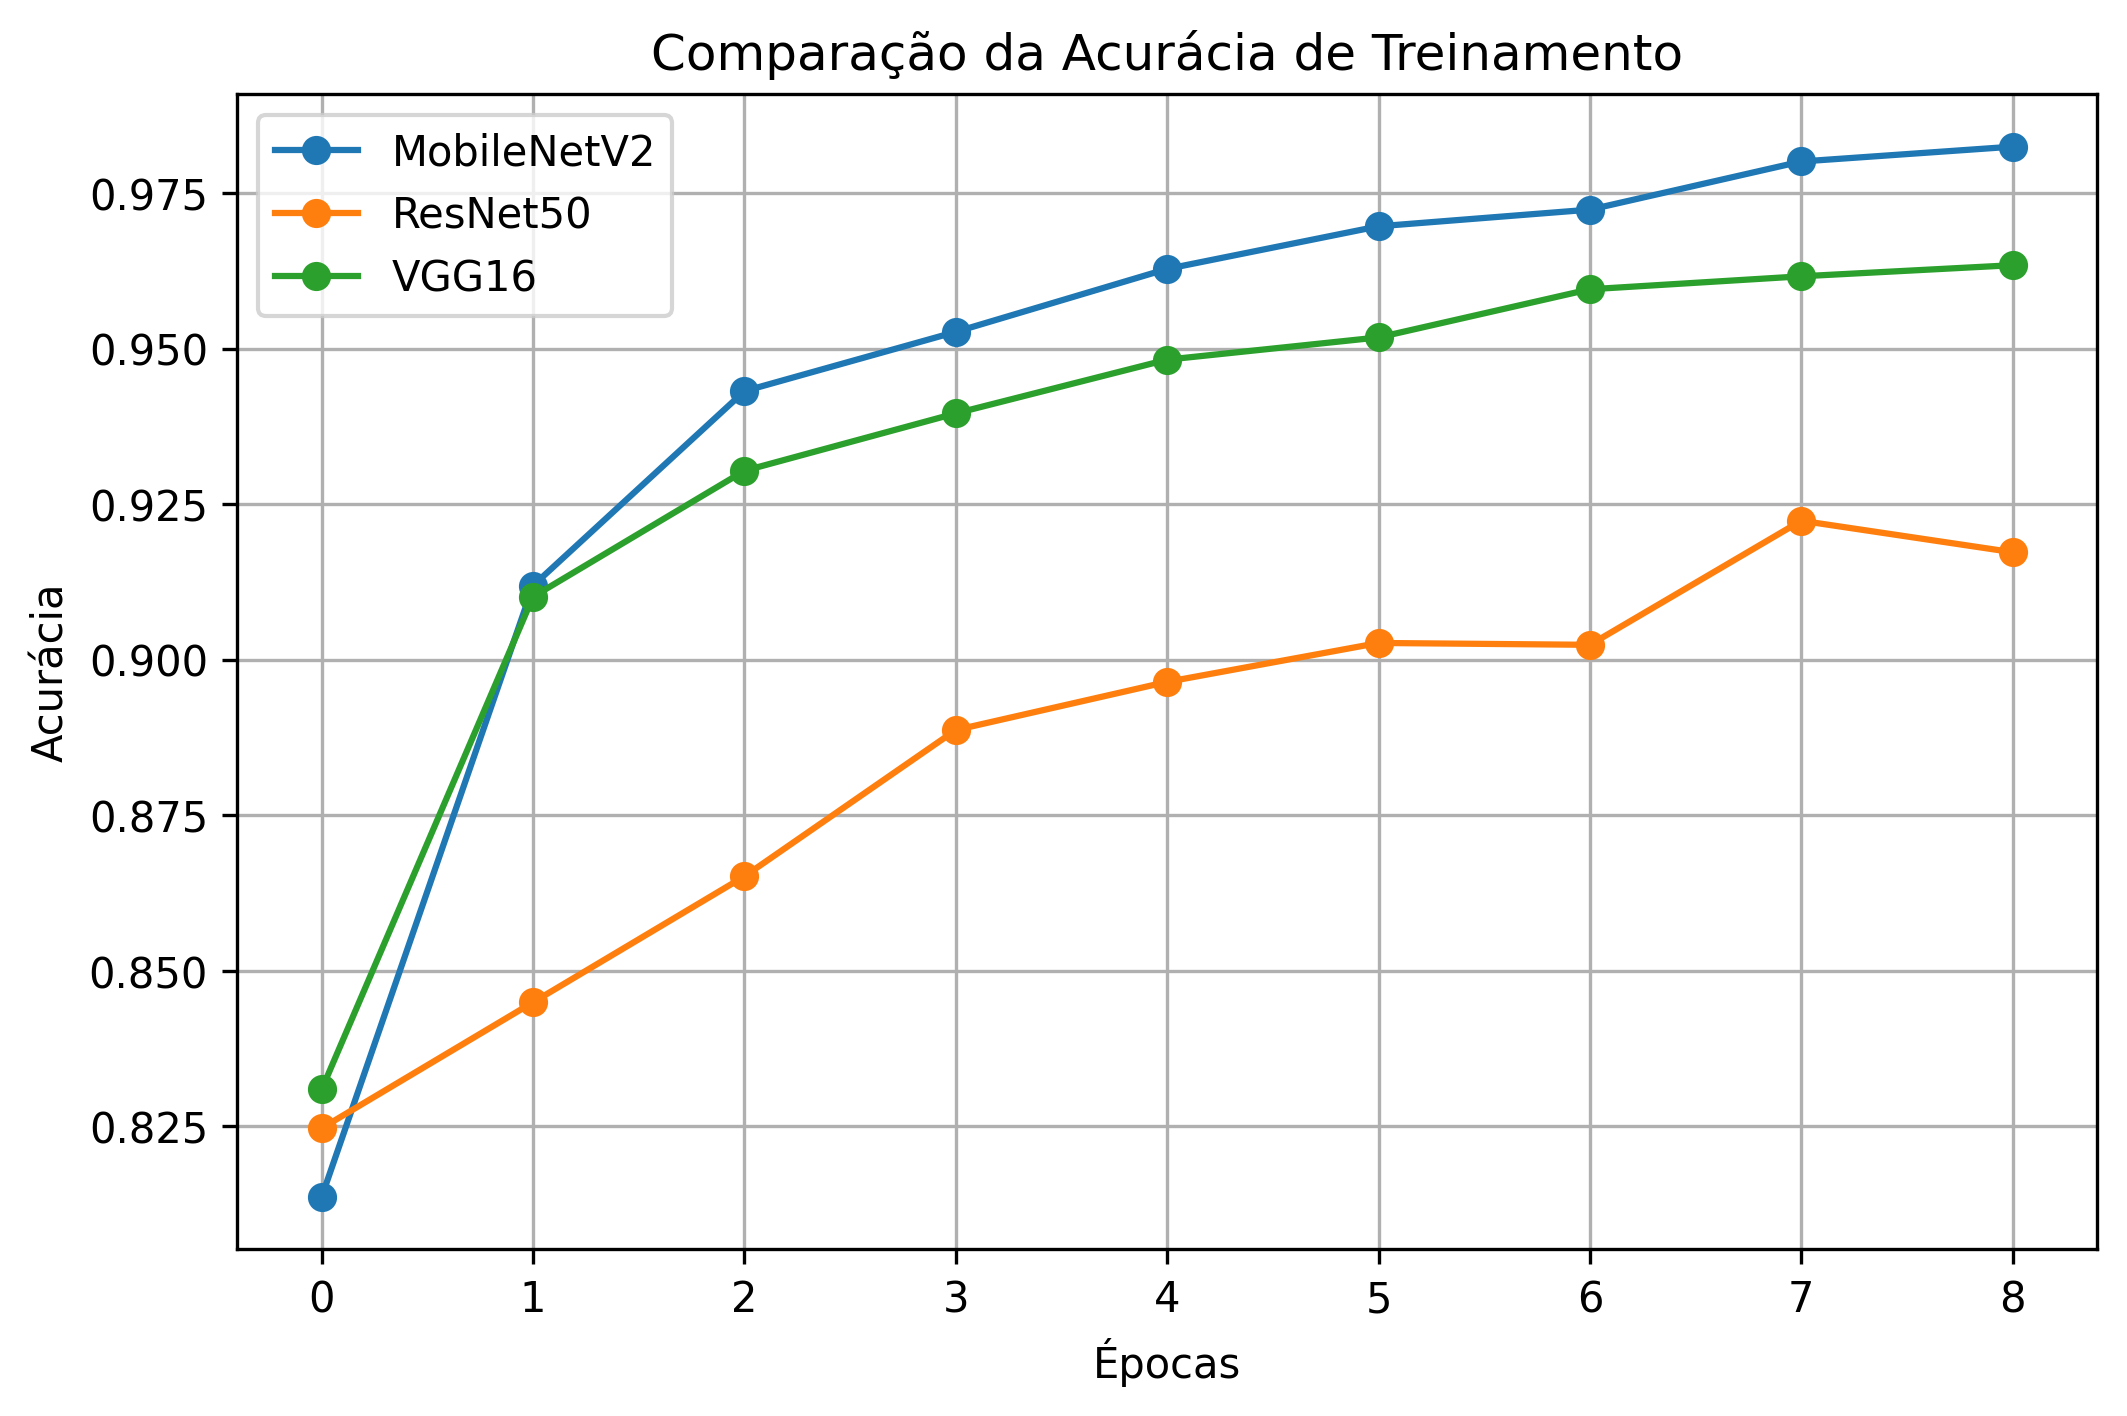 Comparação da Acurácia de Treinamento
MobileNetV2
ResNet50
VGG16
0.975
0.950
0.925
0.900
0.875
0.850
0.825
Acurácia
0 1 2 3 4 5 6 7 8
Épocas